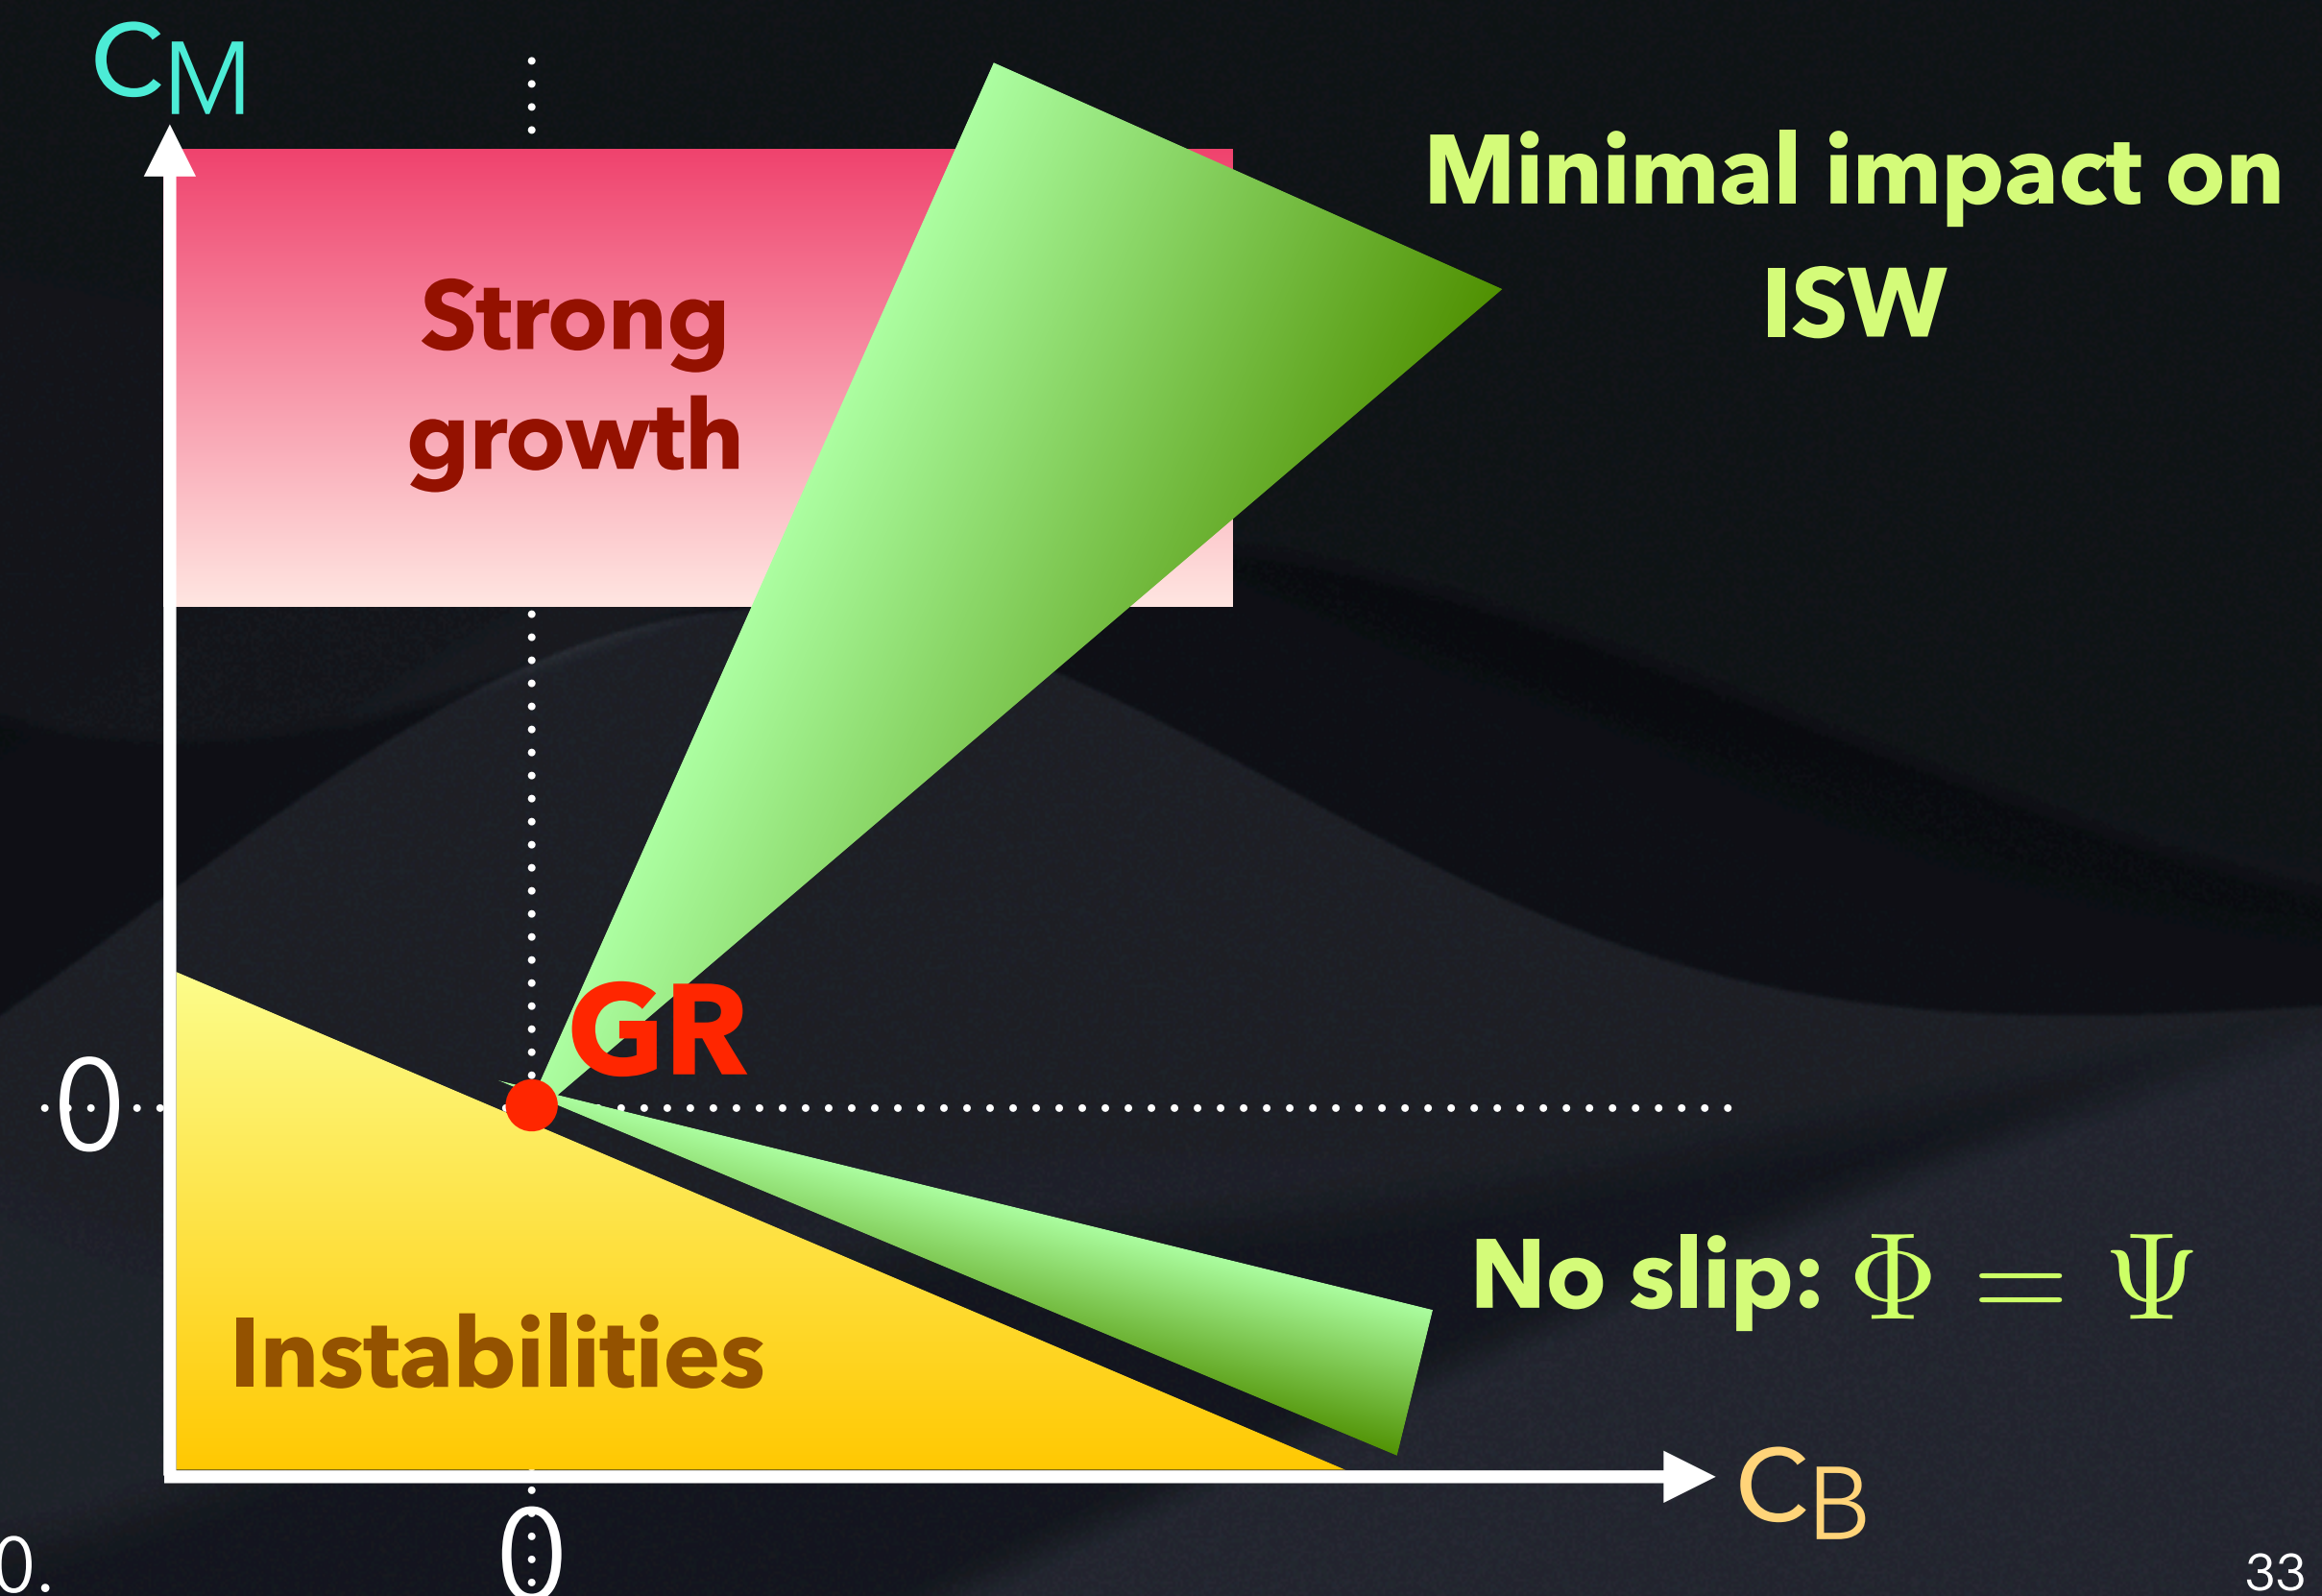 CM
Minimal impact on
ISW
Strong
growth
GR
0
No slip: Φ = Ψ
Instabilities
CB
0
0.
33